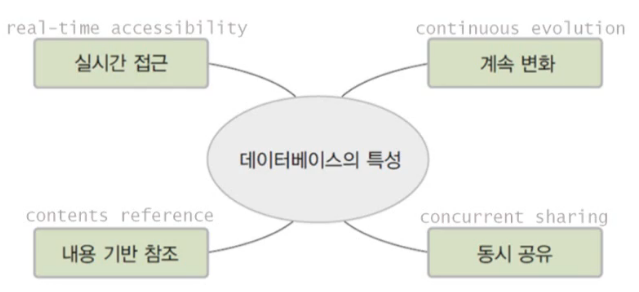 real-time accessibility
실시간 접근
continuous evolution
계속 변화
데이터베이스의 특성
contents reference
내용 기반 참조
concurrent sharing
동시 공유